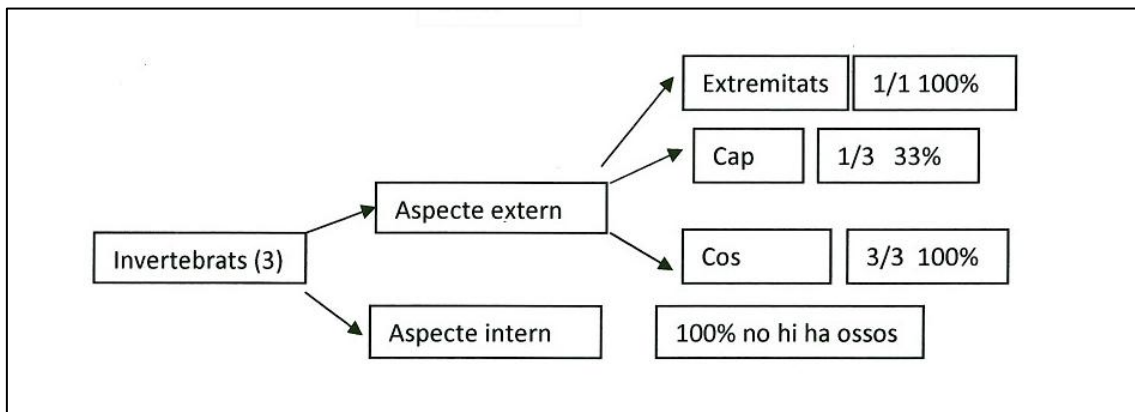 Extremitats 1/1 100%
Cap 1/3 33%
Aspecte extern
Invertebrats (3)
Cos 3/3 100%
Aspecte intern 100% no hi ha ossos